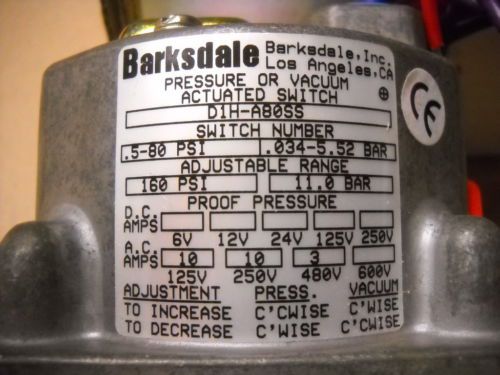 Barksdale Barksdale, Inc.
Los Angeles, CA
PRESSURE OR VACUUM
ACTUATED SWITCH
D1H-A80SS
SWITCH NUMBER
.5-80 PSI .034-5.52 BAR
ADJUSTABLE RANGE
160 PSI 11.0 BAR
PROOF PRESSURE
D.C.
AMPS
6V 12V 24V 125V 250V
A.C.
AMPS 10 10 3
125V 250V 480V 600V
ADJUSTMENT PRESS. VACUUM
TO INCREASE C'CWISE C'WISE
TO DECREASE C'WISE C'CWISE
CE